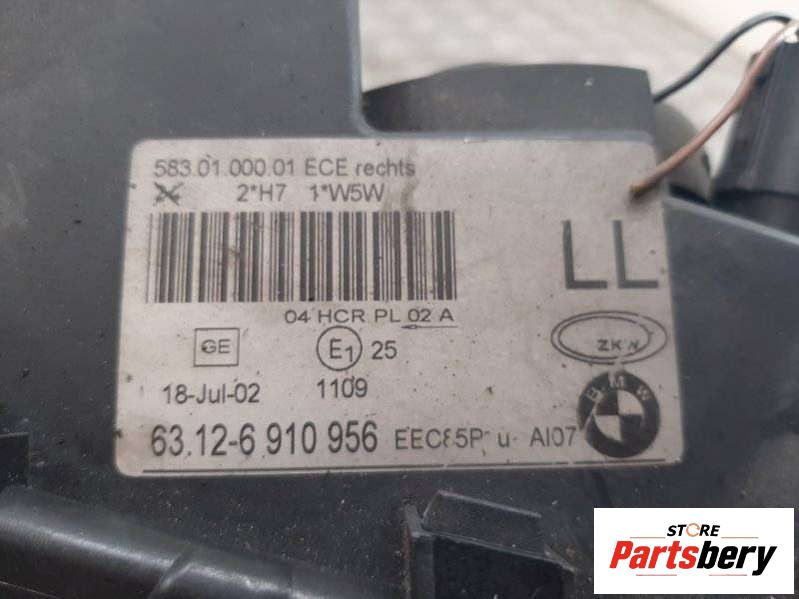 583.01.000.01 ECE rechts
2*H7 1*W5W
LL
04 HCR PL 02 A
GE
E1 25
ZKW
18-Jul-02
1109
BMW
63.12-6 910 956
AI07
STORE
Partsbery